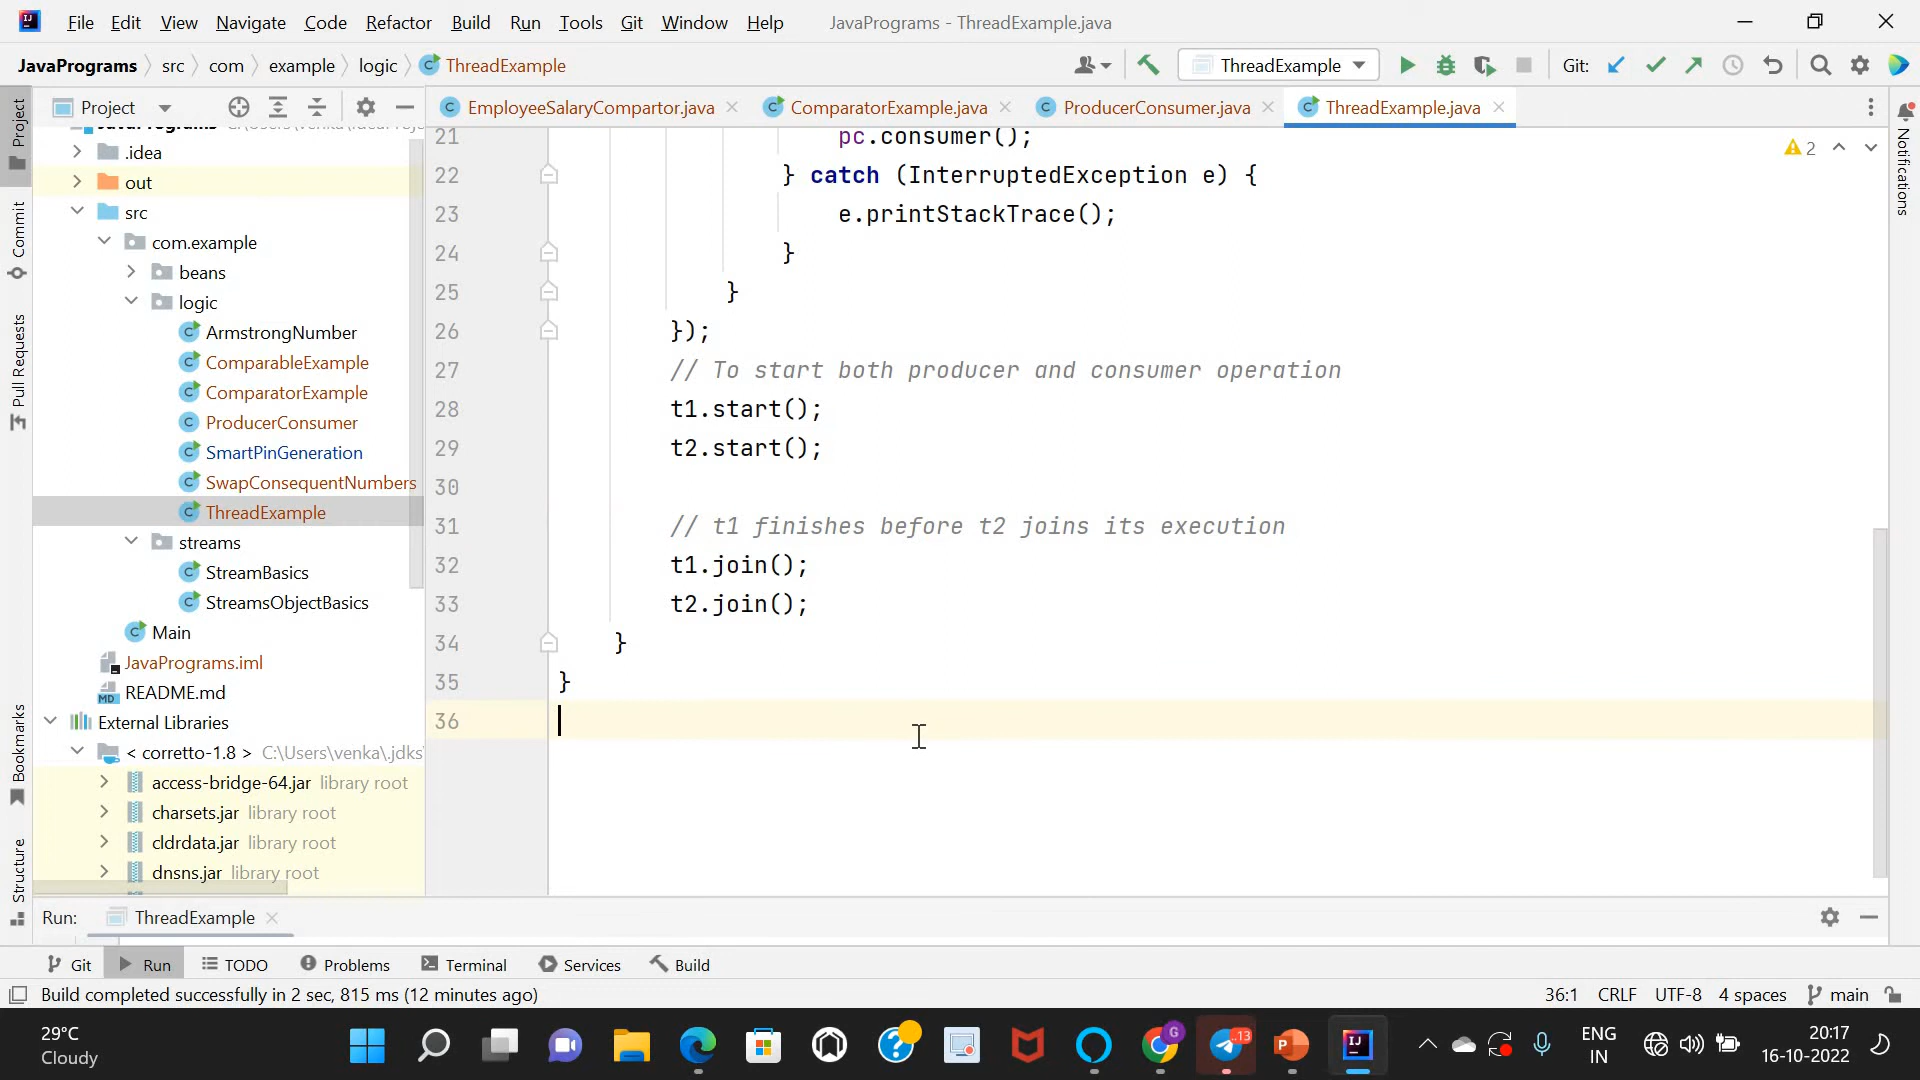 File Edit View Navigate Code Refactor Build Run Tools Git Window Help JavaPrograms - ThreadExample.java
JavaPrograms src com example logic ThreadExample ThreadExample Git:
Project EmployeeSalaryCompartor.java ComparatorExample.java ProducerConsumer.java ThreadExample.java
.idea
out
src
com.example
beans
logic
ArmstrongNumber
ComparableExample
ComparatorExample
ProducerConsumer
SmartPinGeneration
SwapConsequentNumbers
ThreadExample
streams
StreamBasics
StreamsObjectBasics
Main
JavaPrograms.iml
README.md
External Libraries
< corretto-1.8 > C:\Users\venka\.jdks\
access-bridge-64.jar library root
charsets.jar library root
cldrdata.jar library root
dnsns.jar library root
Project
Commit
Pull Requests
Bookmarks
Structure
21 pc.consumer();
22 } catch (InterruptedException e) {
23 e.printStackTrace();
24 }
25 }
26 });
27 // To start both producer and consumer operation
28 t1.start();
29 t2.start();
30
31 // t1 finishes before t2 joins its execution
32 t1.join();
33 t2.join();
34 }
35 }
36
2
Notifications
Run: ThreadExample
Git Run TODO Problems Terminal Services Build
Build completed successfully in 2 sec, 815 ms (12 minutes ago) 36:1 CRLF UTF-8 4 spaces main
29°C
Cloudy
G
13
ENG
IN
20:17
16-10-2022